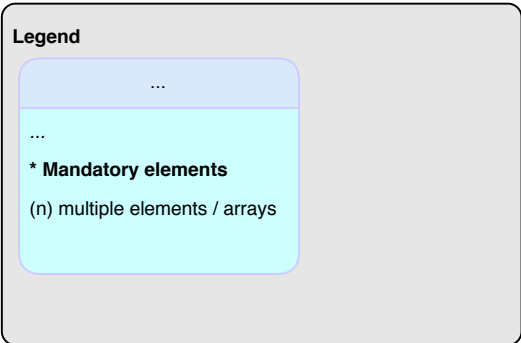 Legend
...
...
* Mandatory elements
(n) multiple elements / arrays